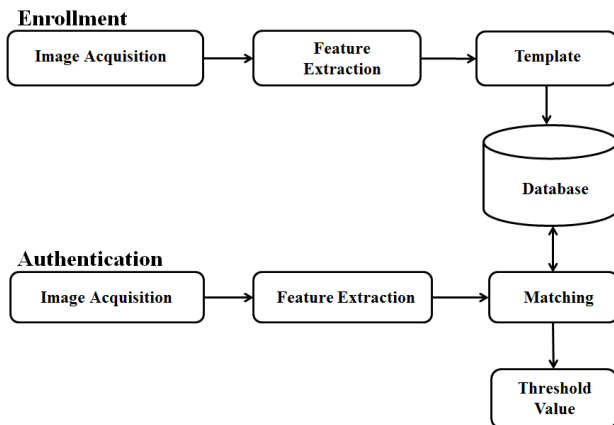 Enrollment
Image Acquisition
Feature
Extraction
Template
Database
Authentication
Image Acquisition
Feature Extraction
Matching
Threshold
Value